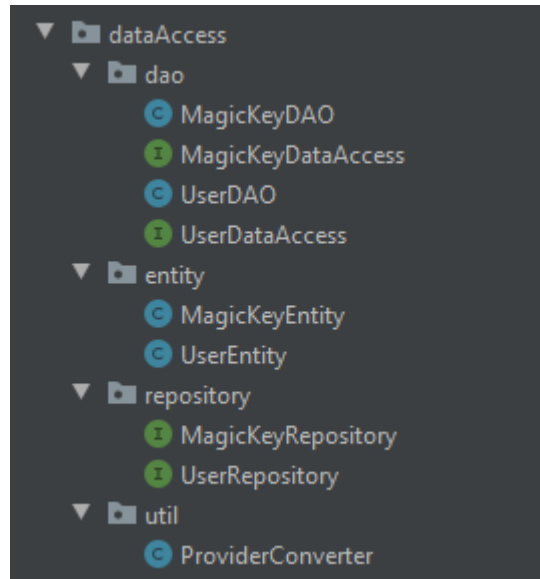 dataAccess
dao
C MagicKeyDAO
I MagicKeyDataAccess
C UserDAO
I UserDataAccess
entity
C MagicKeyEntity
C UserEntity
repository
I MagicKeyRepository
I UserRepository
util
C ProviderConverter